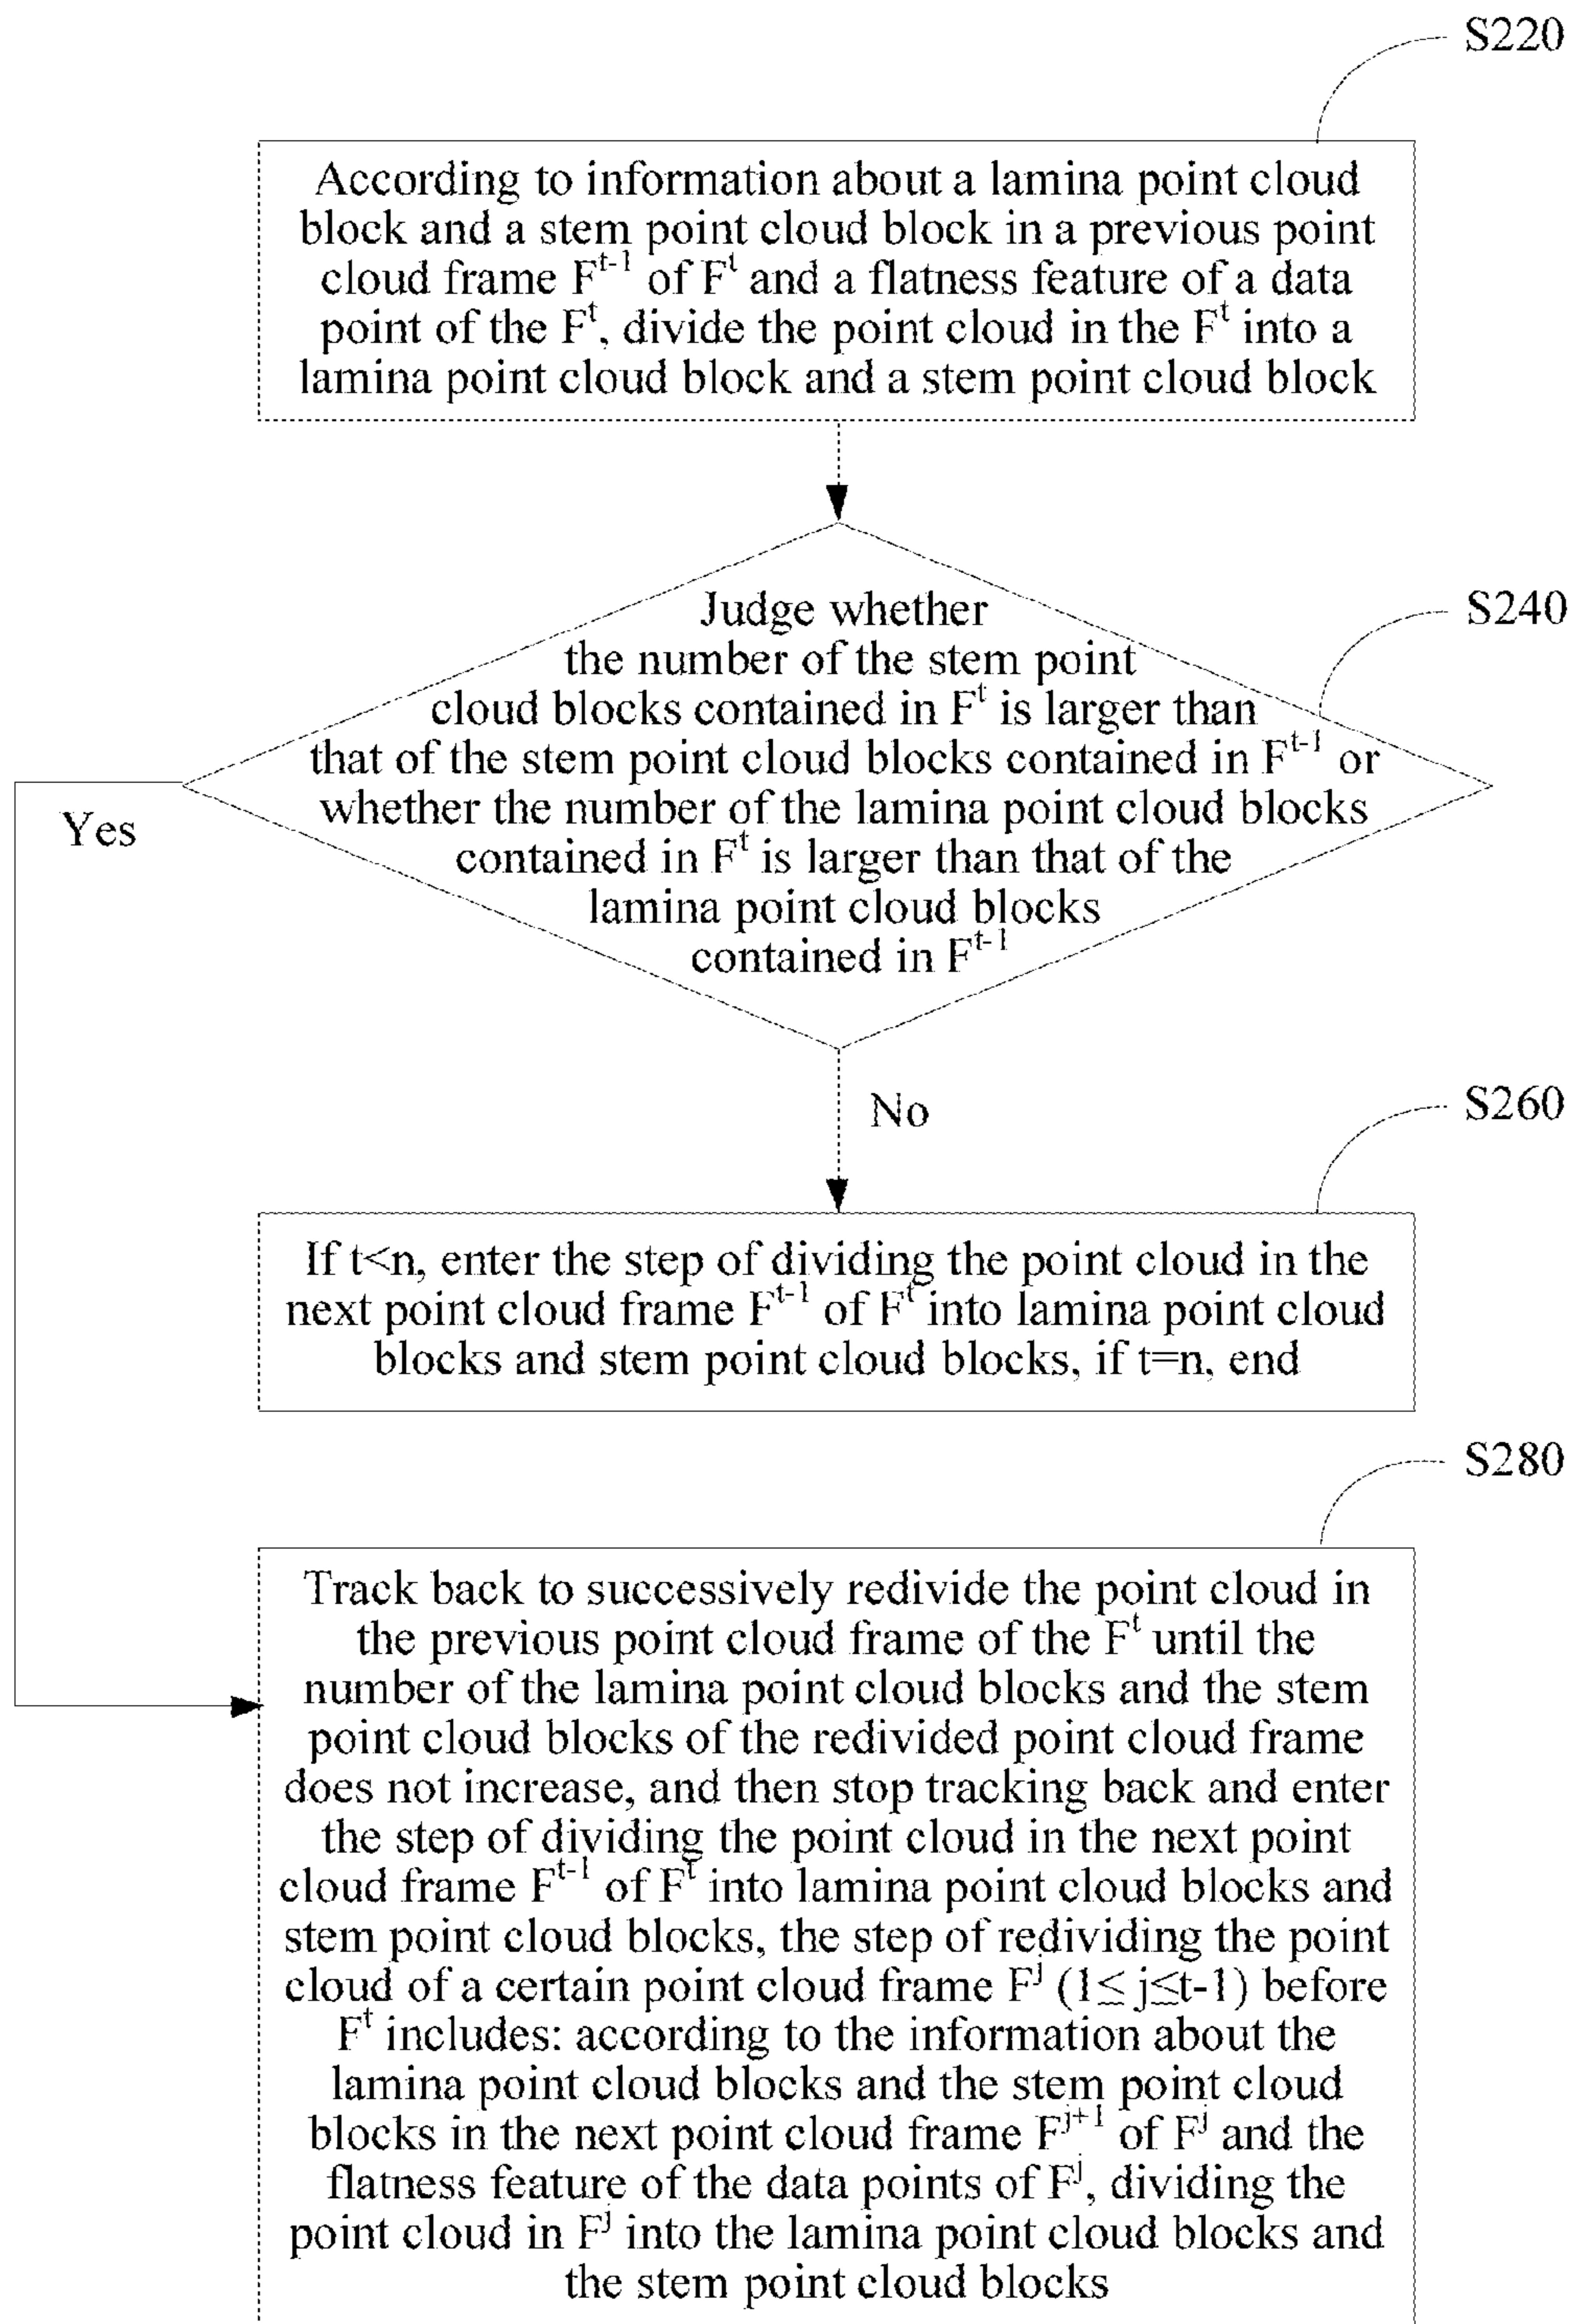 S220
According to information about a lamina point cloud
block and a stem point cloud block in a previous point
cloud frame F^t-1 of F^t and a flatness feature of a data
point of the F^t, divide the point cloud in the F^t into a
lamina point cloud block and a stem point cloud block
S240
Judge whether
the number of the stem point
cloud blocks contained in F^t is larger than
that of the stem point cloud blocks contained in F^t-1 or
whether the number of the lamina point cloud blocks
contained in F^t is larger than that of the
lamina point cloud blocks
contained in F^t-1
Yes
No
S260
If t<n, enter the step of dividing the point cloud in the
next point cloud frame F^t-1 of F^t into lamina point cloud
blocks and stem point cloud blocks, if t=n, end
S280
Track back to successively redivide the point cloud in
the previous point cloud frame of the F^t until the
number of the lamina point cloud blocks and the stem
point cloud blocks of the redivided point cloud frame
does not increase, and then stop tracking back and enter
the step of dividing the point cloud in the next point
cloud frame F^t-1 of F^t into lamina point cloud blocks and
stem point cloud blocks, the step of redividing the point
cloud of a certain point cloud frame F^j (1≤j≤t-1) before
F^t includes: according to the information about the
lamina point cloud blocks and the stem point cloud
blocks in the next point cloud frame F^j+1 of F^j and the
flatness feature of the data points of F^j, dividing the
point cloud in F^j into the lamina point cloud blocks and
the stem point cloud blocks